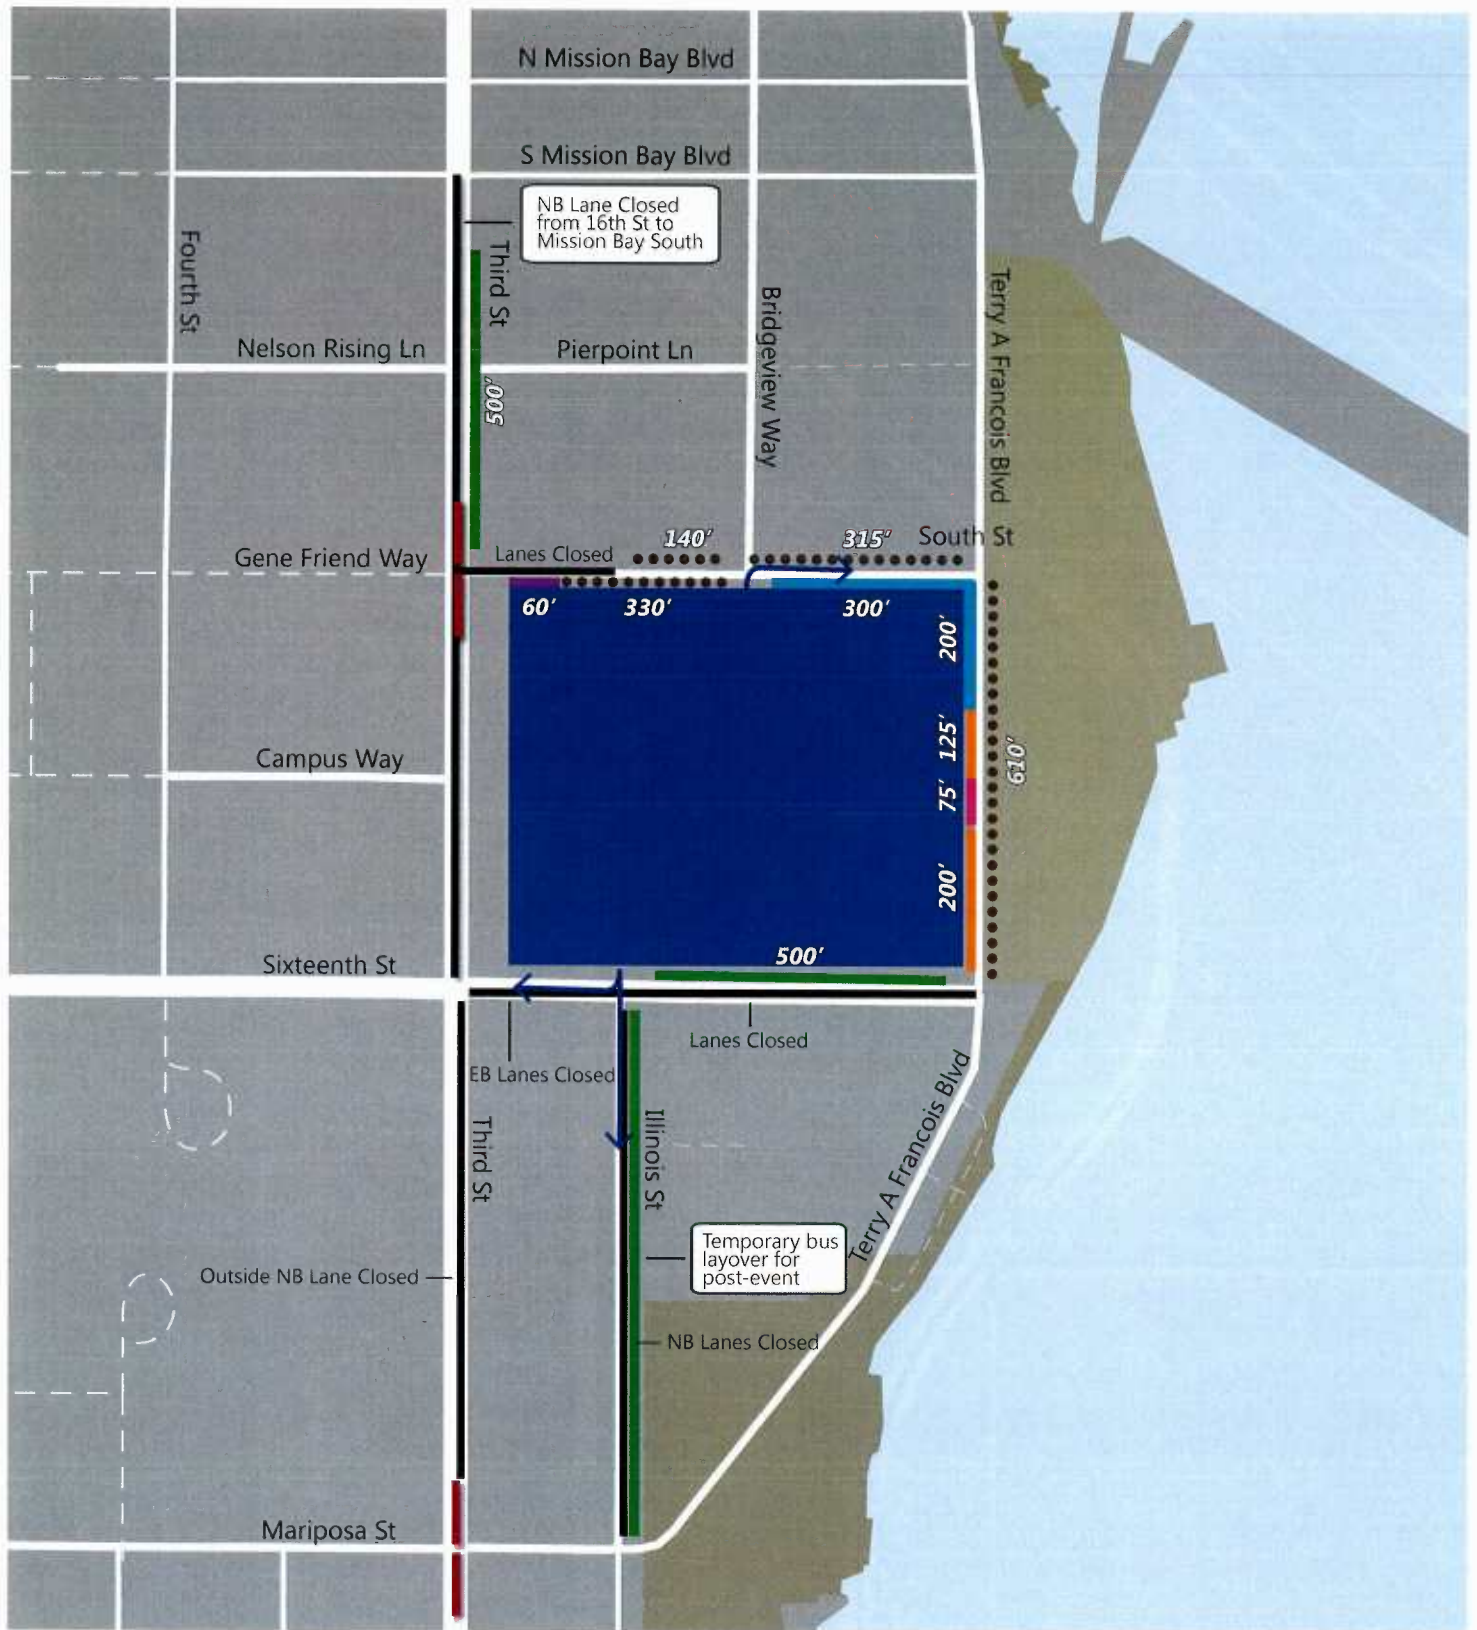 N Mission Bay Blvd
S Mission Bay Blvd
NB Lane Closed
from 16th St to
Mission Bay South
Fourth St
Third St
Terry A Francois Blvd
Bridgeview Way
Nelson Rising Ln
Pierpoint Ln
500'
Gene Friend Way
Lanes Closed
140'
315'
South St
60'
330'
300'
200'
125'
610'
75'
Campus Way
200'
500'
Sixteenth St
Lanes Closed
EB Lanes Closed
Third St
Illinois St
Terry A Francois Blvd
Temporary bus
layover for
post-event
Outside NB Lane Closed
NB Lanes Closed
Mariposa St